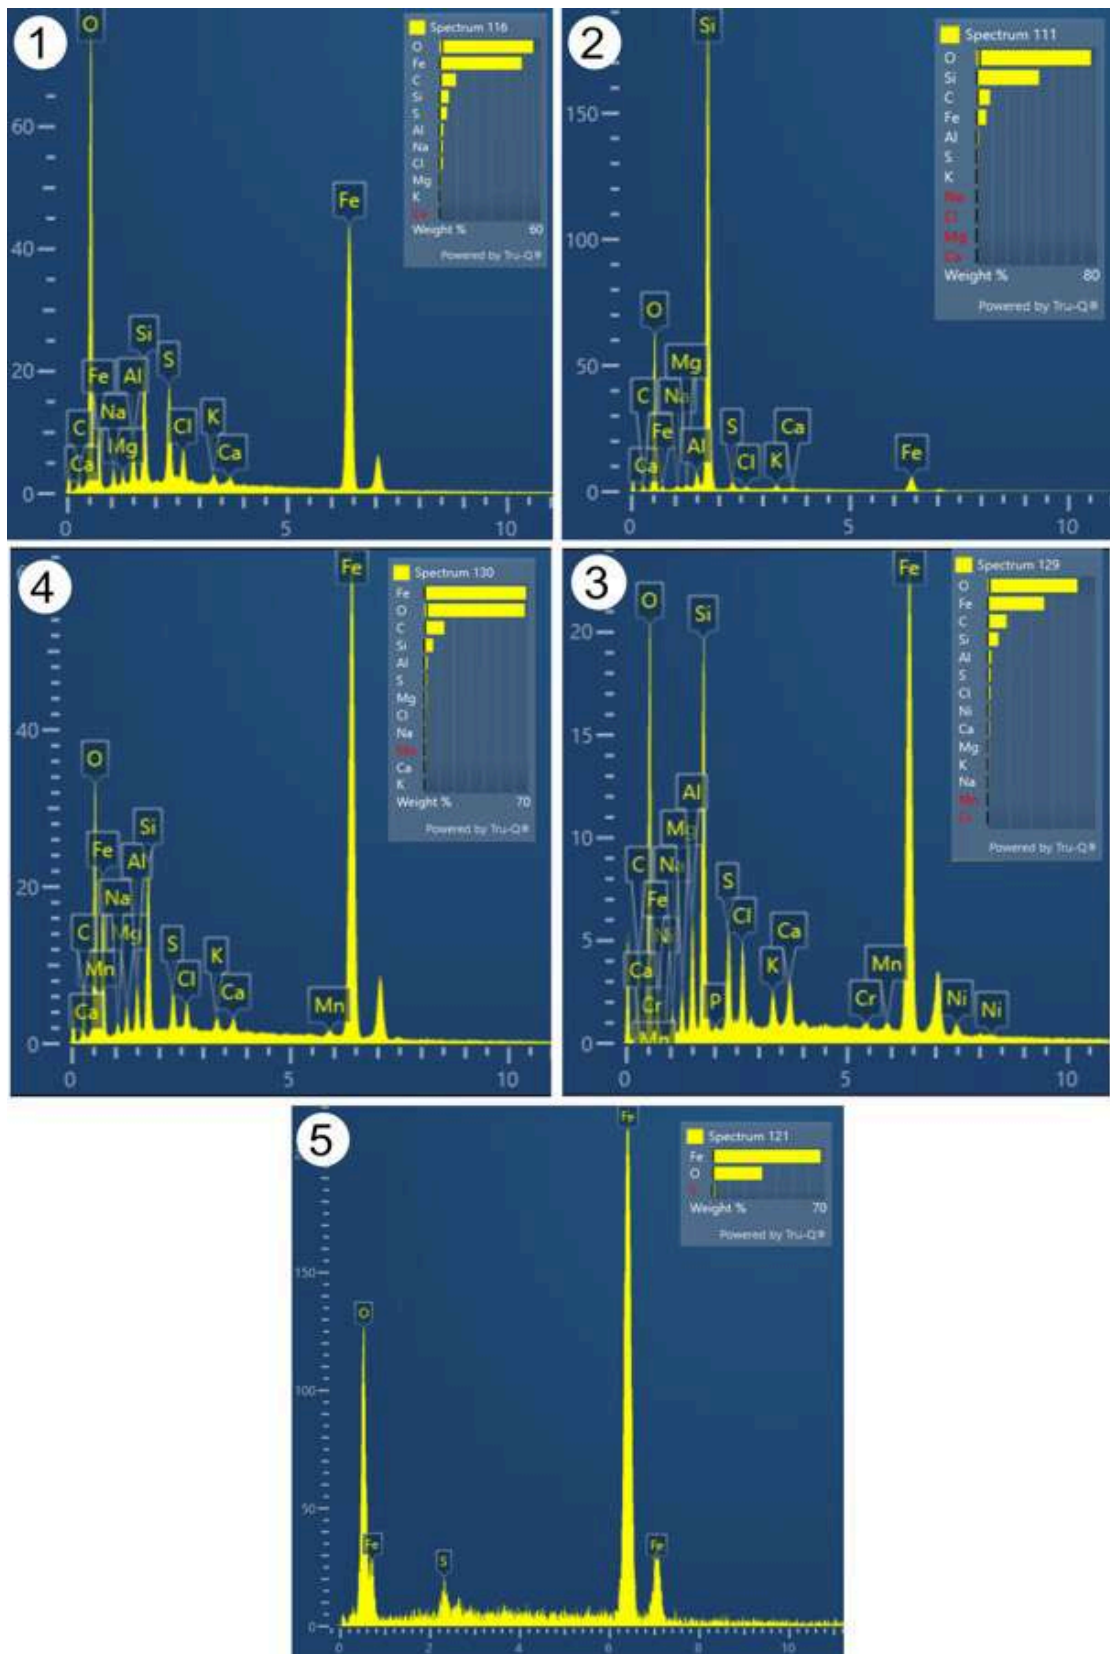 1
O
Spectrum 116
O
Fe
C
Si
S
Al
Na
Cl
Mg
K
Weight % 60
Powered by Tru-Q®
60
40
20
0
Fe
Si
S
Fe
Al
Na
K
C
Cl
Mg
Ca
Ca
0 5 10
2
Si
Spectrum 111
O
Si
C
Fe
Al
S
K
Na
Cl
Mg
Ca
Weight % 80
Powered by Tru-Q®
150
100
50
0
O
Mg
C
Na
Fe
S
Ca
Al
Cl
K
Fe
Ca
0 5 10
4
Fe
Spectrum 130
Fe
O
C
Si
Al
S
Mg
Cl
Na
Mn
Ca
K
Weight % 70
Powered by Tru-Q®
40
20
0
O
Si
Fe
Al
Na
C
Mg
S
K
Mn
Cl
Ca
Mn
Ca
0 5 10
3
Fe
Spectrum 129
O
Fe
C
Si
Al
S
Cl
Ni
Ca
Mg
K
Na
Mn
Powered by Tru-Q®
20
15
10
5
0
O
Si
Al
Mg
C
Na
S
Fe
Cl
Ni
Ca
K
Mn
Ca
Cr
P
Cr
Ni
Ni
Mn
0 5 10
5
Fe
Spectrum 121
Fe
O
Weight % 70
Powered by Tru-Q®
150
100
50
0
O
Fe
S
Fe
0 2 4 6 8 10